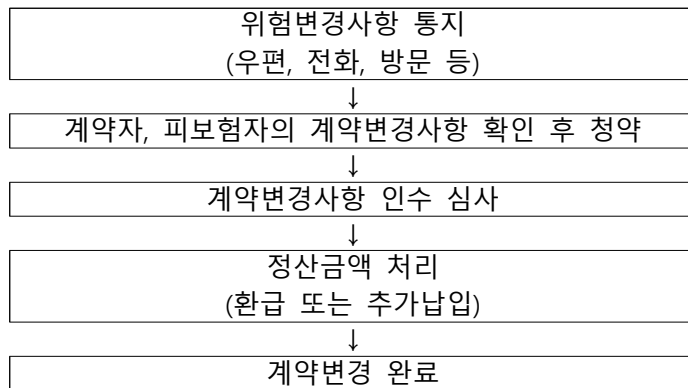 위험변경사항 통지
(우편, 전화, 방문 등)
↓
계약자, 피보험자의 계약변경사항 확인 후 청약
↓
계약변경사항 인수 심사
↓
정산금액 처리
(환급 또는 추가납입)
↓
계약변경 완료